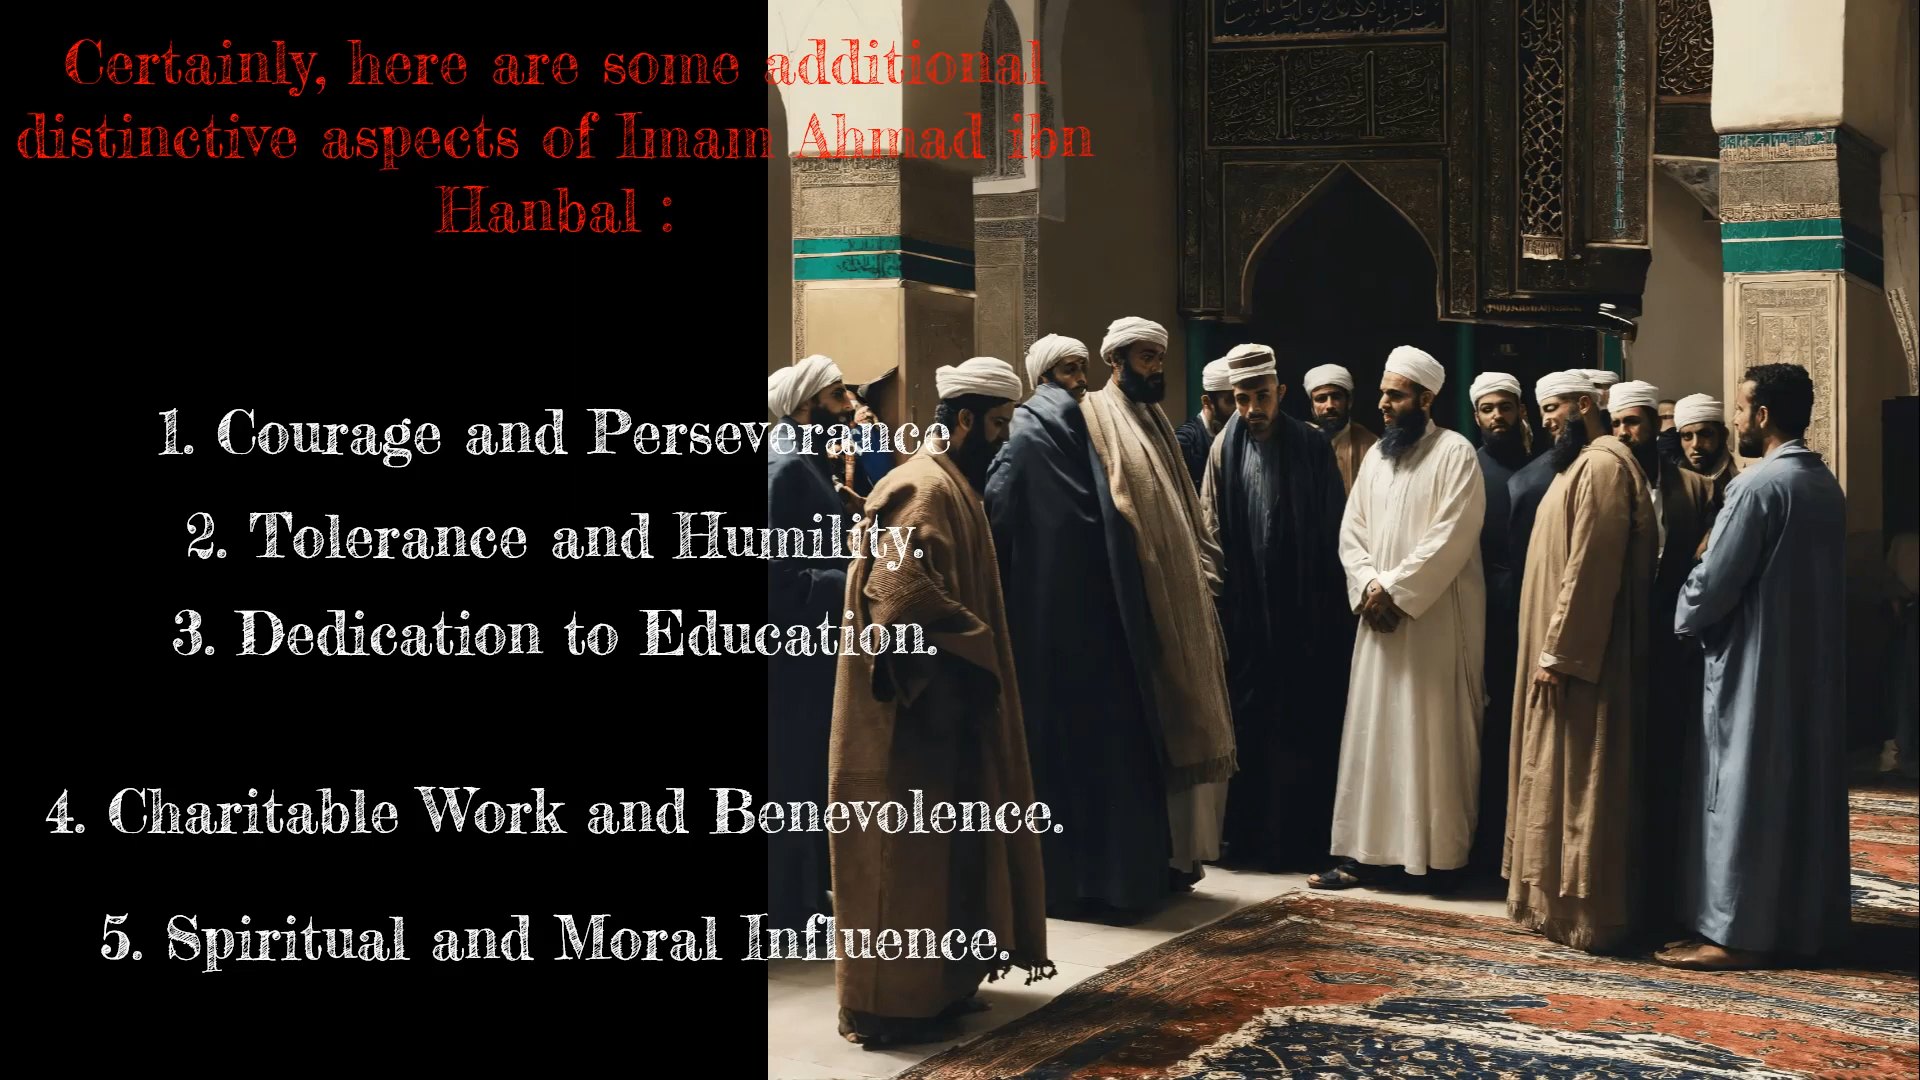 Certainly, here are some additional
distinctive aspects of Imam Ahmad ibn
Hanbal :
1. Courage and Perseverance
2. Tolerance and Humility.
3. Dedication to Education.
4. Charitable Work and Benevolence.
5. Spiritual and Moral Influence.